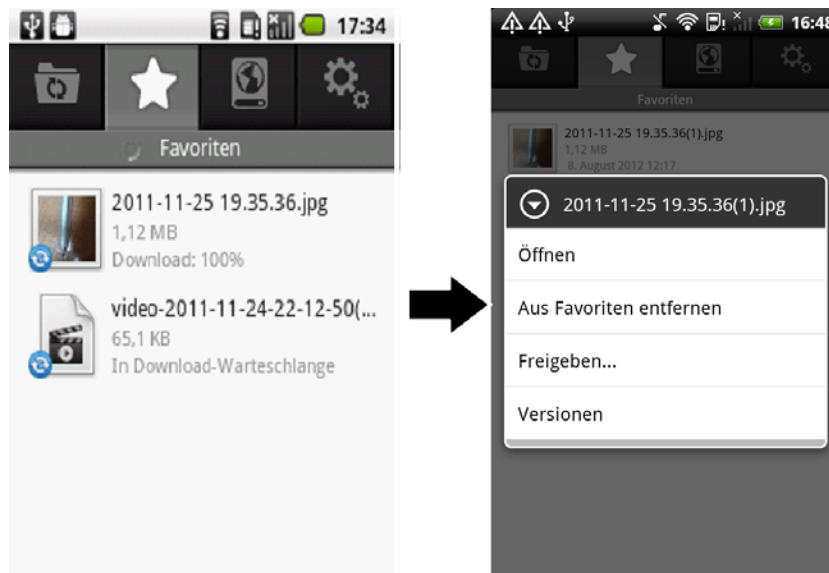 17:34
Favoriten
2011-11-25 19.35.36.jpg
1,12 MB
Download: 100%
video-2011-11-24-22-12-50(...
65,1 KB
In Download-Warteschlange
16:48
Favoriten
2011-11-25 19.35.36(1).jpg
1,12 MB
8. August 2012 12:17
2011-11-25 19.35.36(1).jpg
Öffnen
Aus Favoriten entfernen
Freigeben...
Versionen